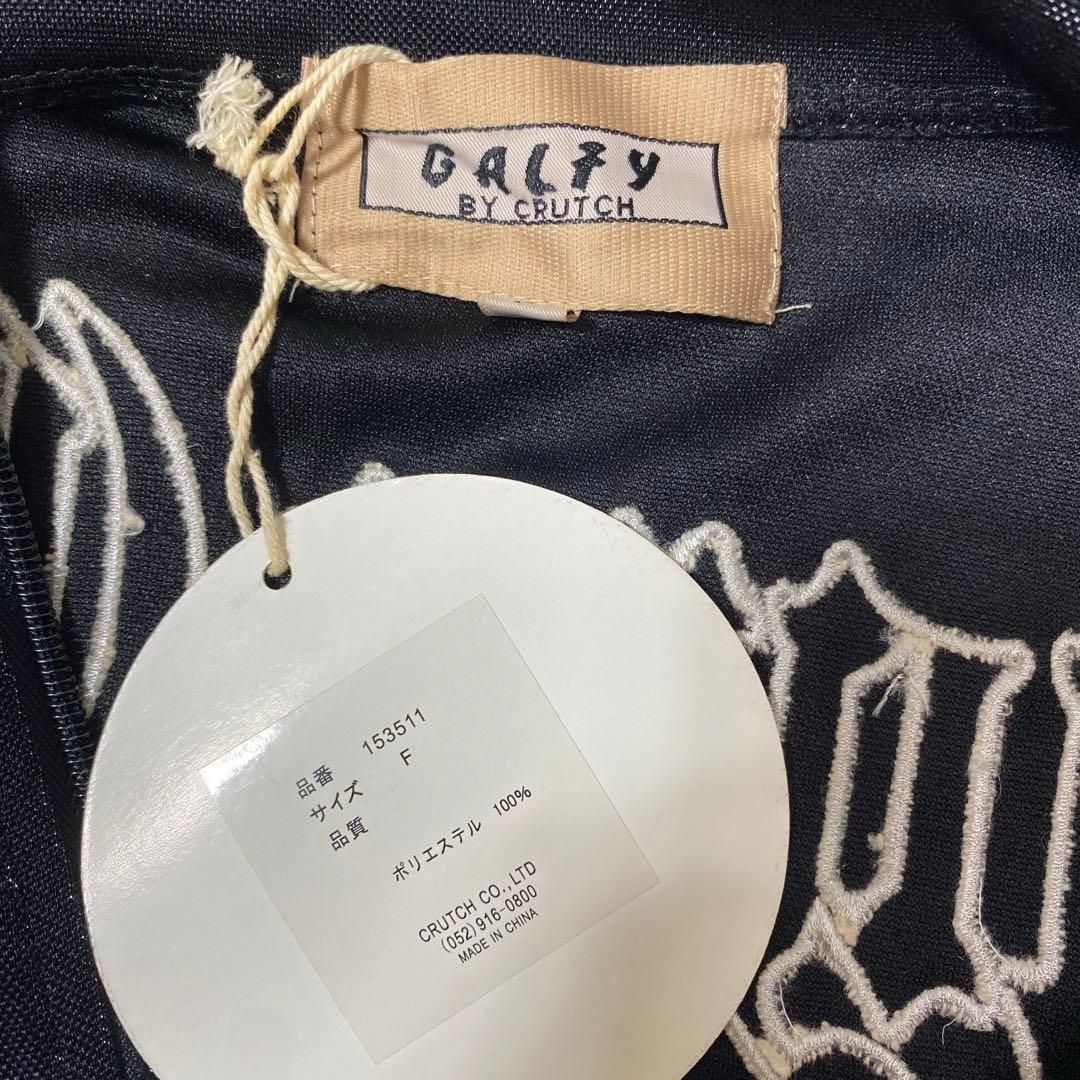 GALFY
BY CRUTCH
品番 153511
サイズ F
品質
ポリエステル 100%
CRUTCH CO.,LTD
(052)916-0800
MADE IN CHINA